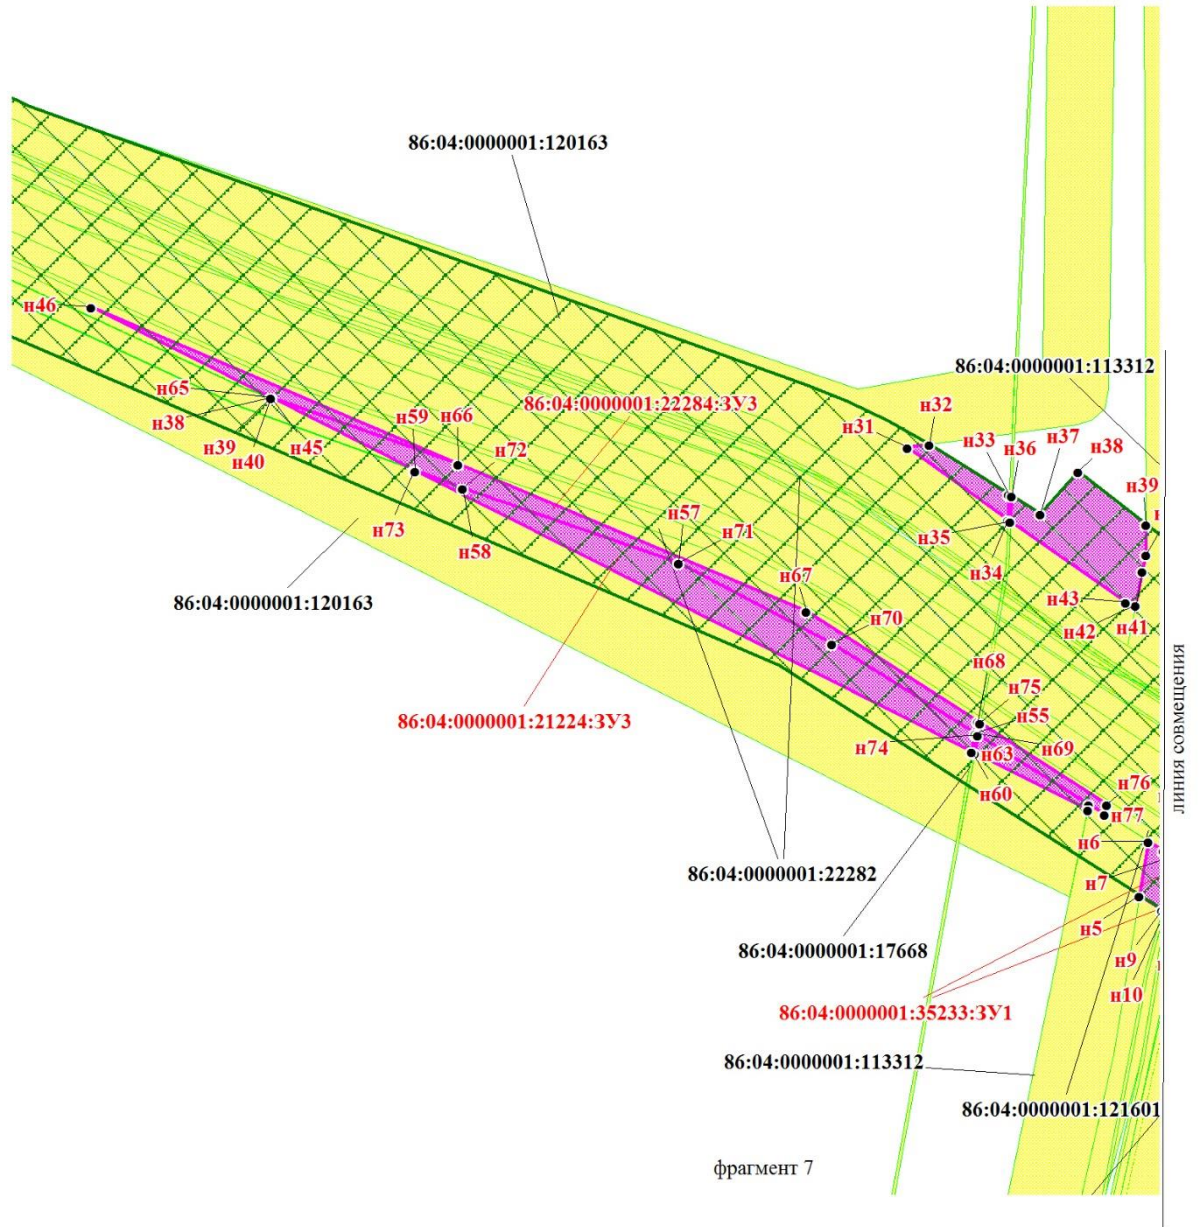 86:04:0000001:120163
н46
86:04:0000001:113312
н65
н38
н39
н40
н45
н59
н66
86:04:0000001:22284:ЗУ3
н31
н32
н33
н36
н37
н38
н39
н72
н73
н58
н57
н71
н35
н34
н43
н42
н41
86:04:0000001:120163
н67
н70
86:04:0000001:21224:ЗУ3
н68
н75
н55
н74
н63
н69
н60
н76
н77
н6
86:04:0000001:22282
н7
н5
86:04:0000001:17668
н9
н10
86:04:0000001:35233:ЗУ1
86:04:0000001:113312
86:04:0000001:121601
фрагмент 7
линия совмещения